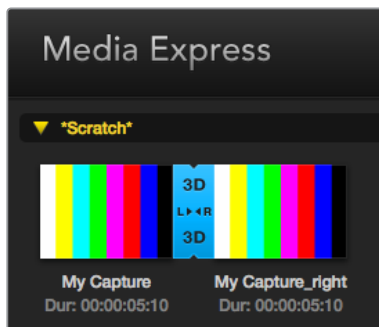 Media Express
*Scratch*
3D
L R
3D
My Capture My Capture_right
Dur: 00:00:05:10 Dur: 00:00:05:10